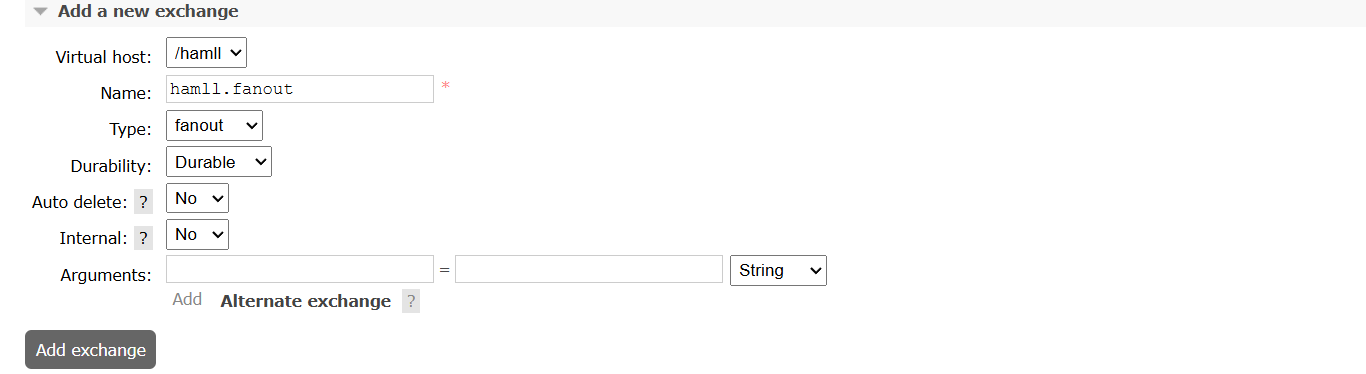 Add a new exchange
Virtual host: /hamll
Name: hamll.fanout *
Type: fanout
Durability: Durable
Auto delete: ? No
Internal: ? No
Arguments: = String
Add Alternate exchange ?
Add exchange